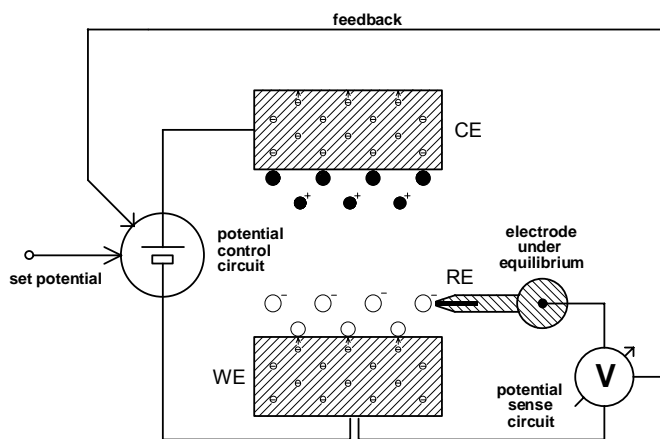 feedback
CE
potential
control
circuit
set potential
electrode
under
equilibrium
RE
WE
V
potential
sense
circuit